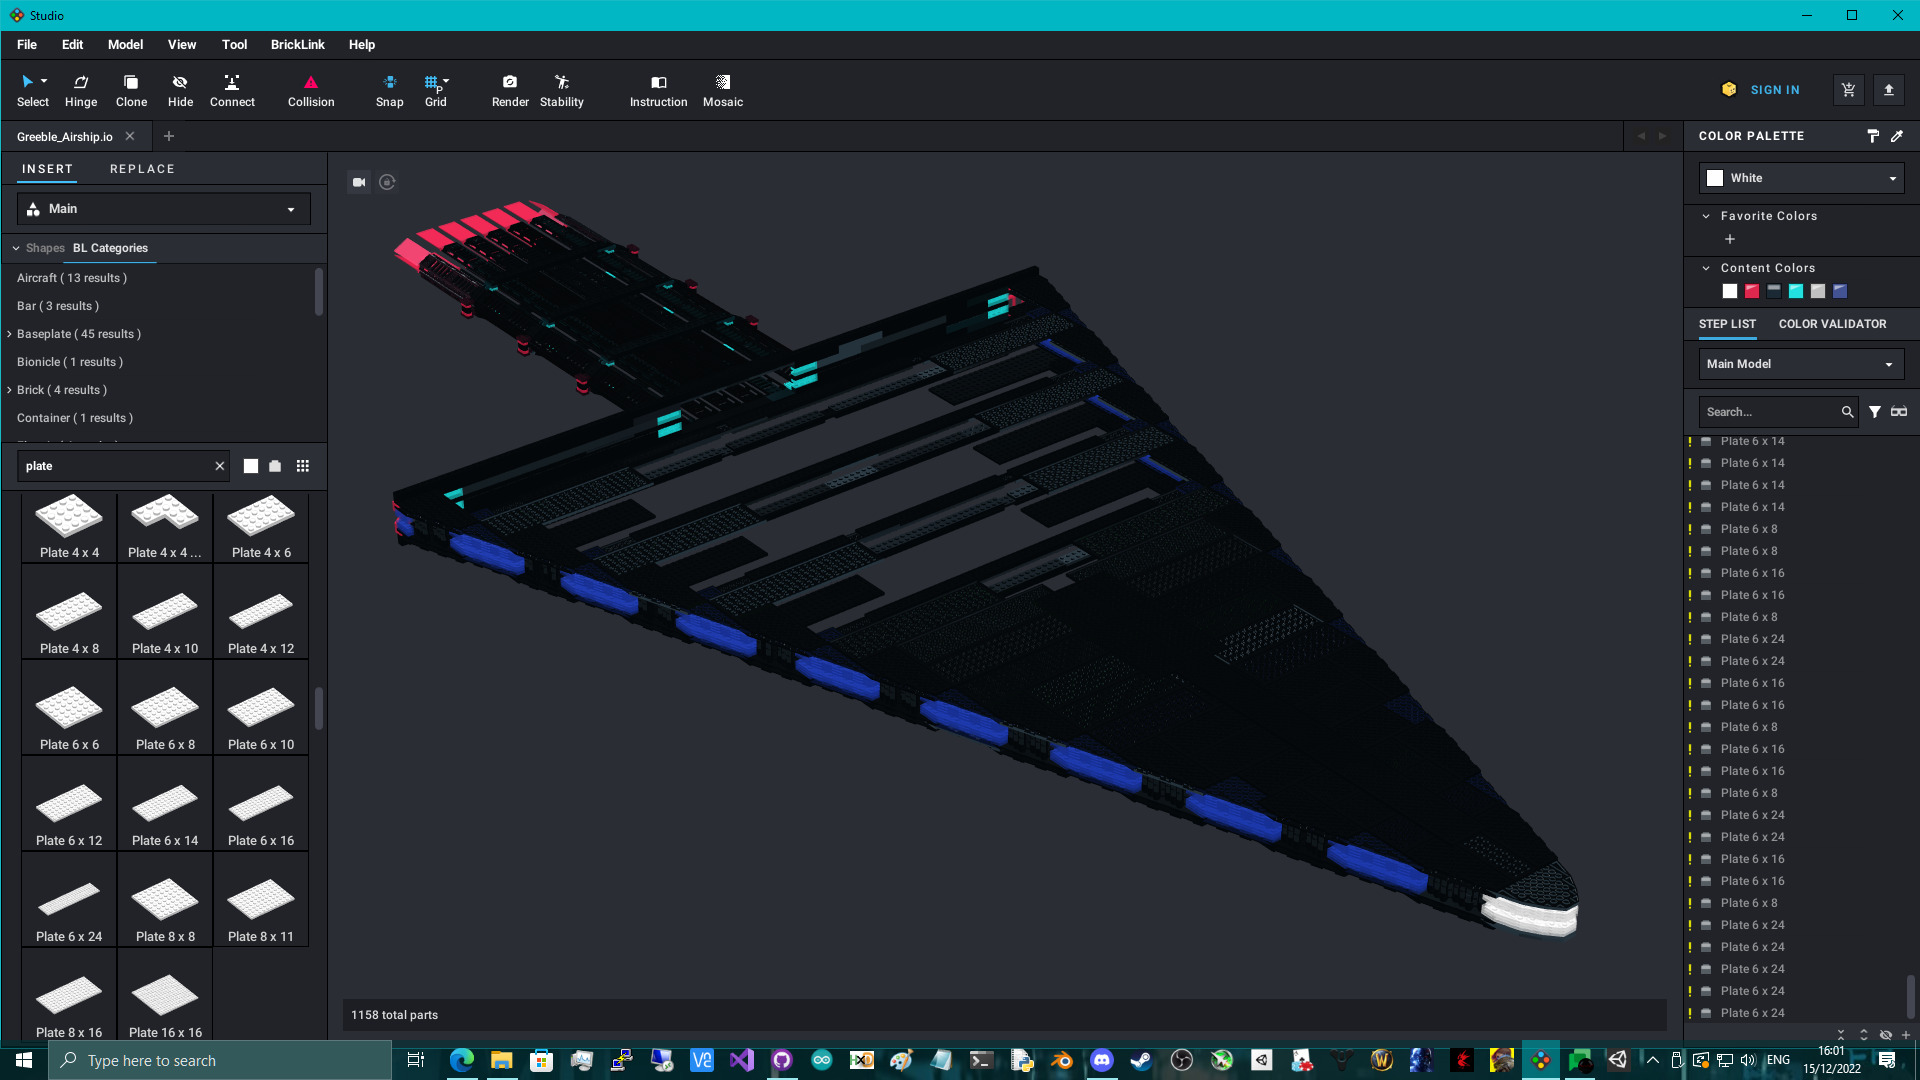 Studio
File Edit Model View Tool BrickLink Help
Select Hinge Clone Hide Connect Collision Snap Grid Render Stability Instruction Mosaic
SIGN IN
Greeble_Airship.io
INSERT REPLACE
Main
Shapes BL Categories
Aircraft ( 13 results )
Bar ( 3 results )
Baseplate ( 45 results )
Bionicle ( 1 results )
Brick ( 4 results )
Container ( 1 results )
plate
Plate 4 x 4 Plate 4 x 4 ... Plate 4 x 6
Plate 4 x 8 Plate 4 x 10 Plate 4 x 12
Plate 6 x 6 Plate 6 x 8 Plate 6 x 10
Plate 6 x 12 Plate 6 x 14 Plate 6 x 16
Plate 6 x 24 Plate 8 x 8 Plate 8 x 11
Plate 8 x 16 Plate 16 x 16
1158 total parts
COLOR PALETTE
White
Favorite Colors
Content Colors
STEP LIST COLOR VALIDATOR
Main Model
Search...
Plate 6 x 14
Plate 6 x 14
Plate 6 x 14
Plate 6 x 14
Plate 6 x 8
Plate 6 x 8
Plate 6 x 16
Plate 6 x 16
Plate 6 x 8
Plate 6 x 24
Plate 6 x 24
Plate 6 x 16
Plate 6 x 16
Plate 6 x 8
Plate 6 x 16
Plate 6 x 16
Plate 6 x 8
Plate 6 x 24
Plate 6 x 24
Plate 6 x 16
Plate 6 x 16
Plate 6 x 8
Plate 6 x 24
Plate 6 x 24
Plate 6 x 24
Plate 6 x 24
Plate 6 x 24
Type here to search
ENG
16:01
15/12/2022